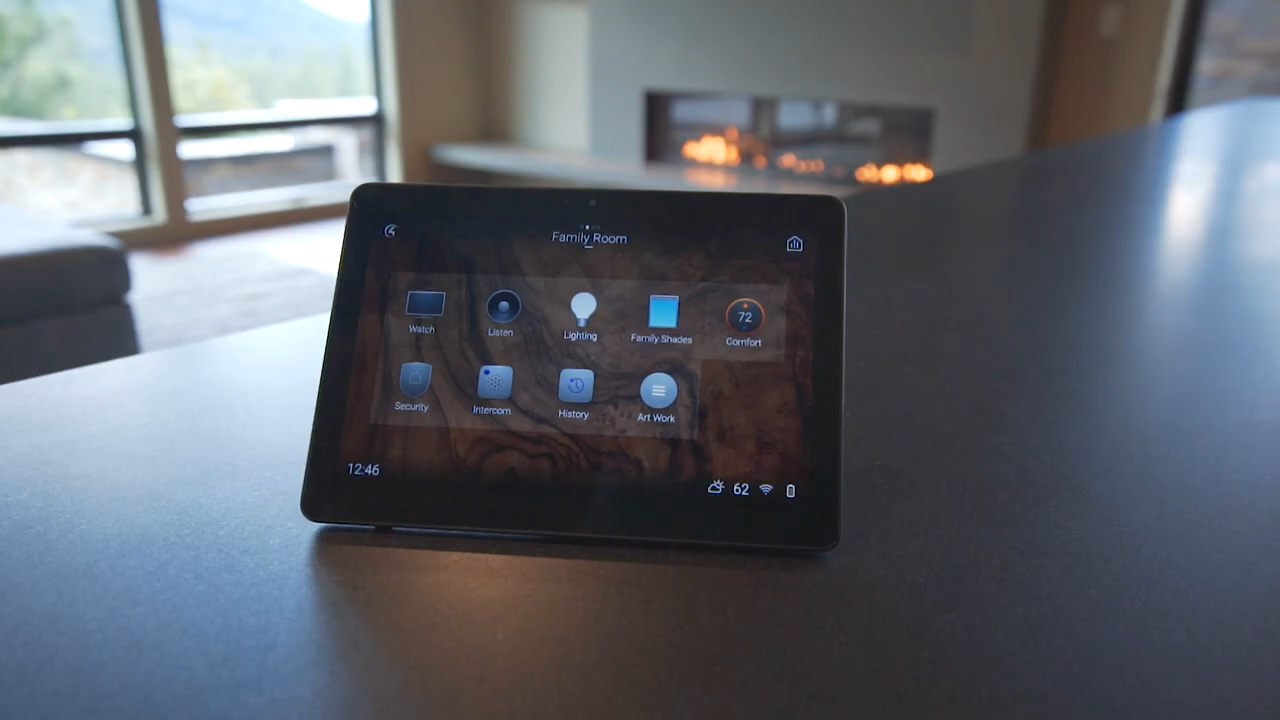 Family Room
Watch
Listen
Lighting
Family Shades
72
Comfort
Security
Intercom
History
Art Work
12:46
62